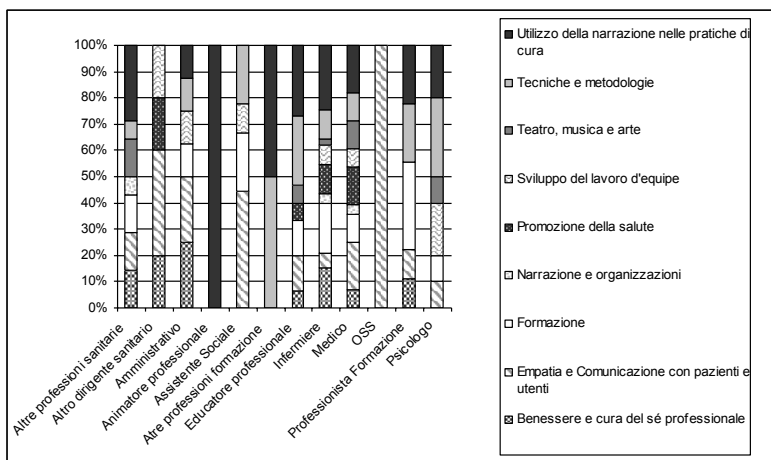 100%
90%
80%
70%
60%
50%
40%
30%
20%
10%
0%
Altre professioni sanitarie
Altro dirigente sanitario
Amministrativo
Animatore professionale
Assistente Sociale
Atre professioni formazione
Educatore professionale
Infermiere
Medico
OSS
Professionista Formazione
Psicologo
Utilizzo della narrazione nelle pratiche di
cura
Tecniche e metodologie
Teatro, musica e arte
Sviluppo del lavoro d'equipe
Promozione della salute
Narrazione e organizzazioni
Formazione
Empatia e Comunicazione con pazienti e
utenti
Benessere e cura del sé professionale